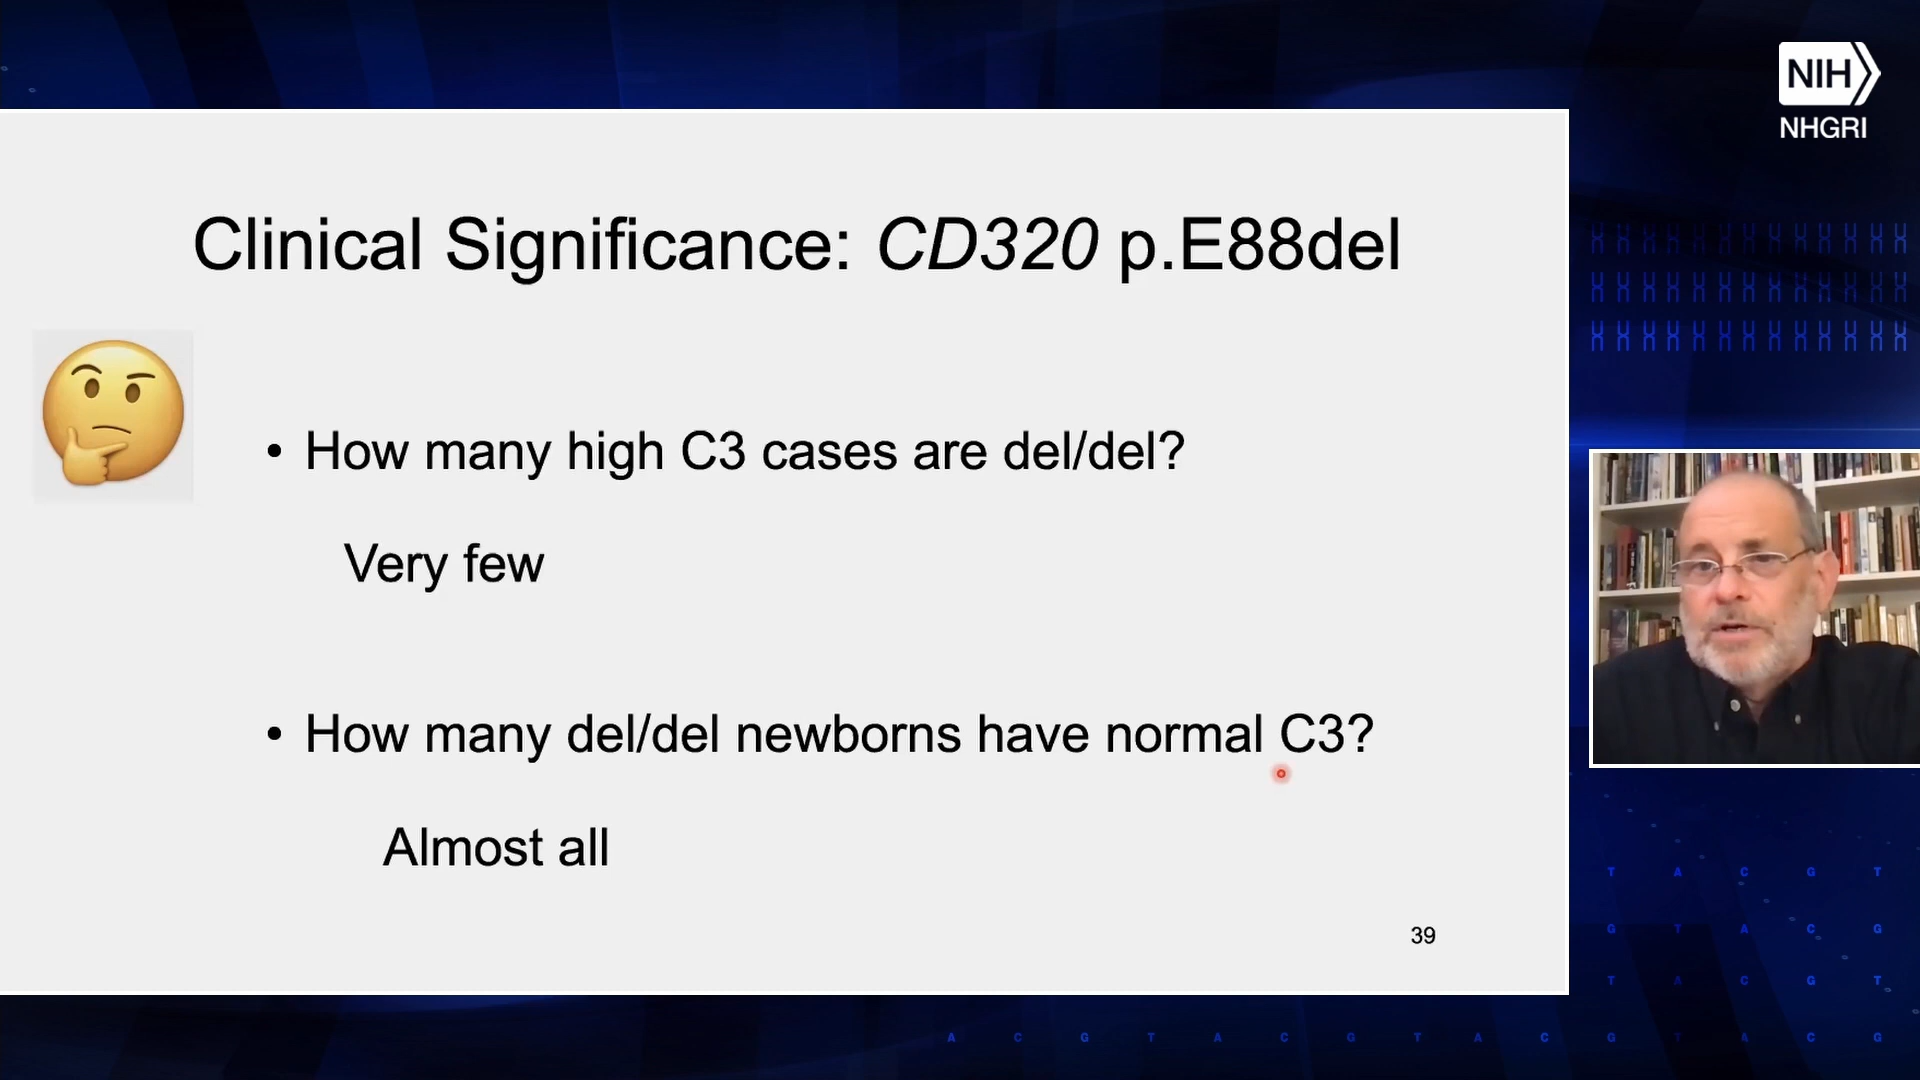 NIH
NHGRI
Clinical Significance: CD320 p.E88del
• How many high C3 cases are del/del?
Very few
• How many del/del newborns have normal C3?
Almost all
39
T A C G T
G T A C G
T A C G T
A C G T A C G T A C G T A C G